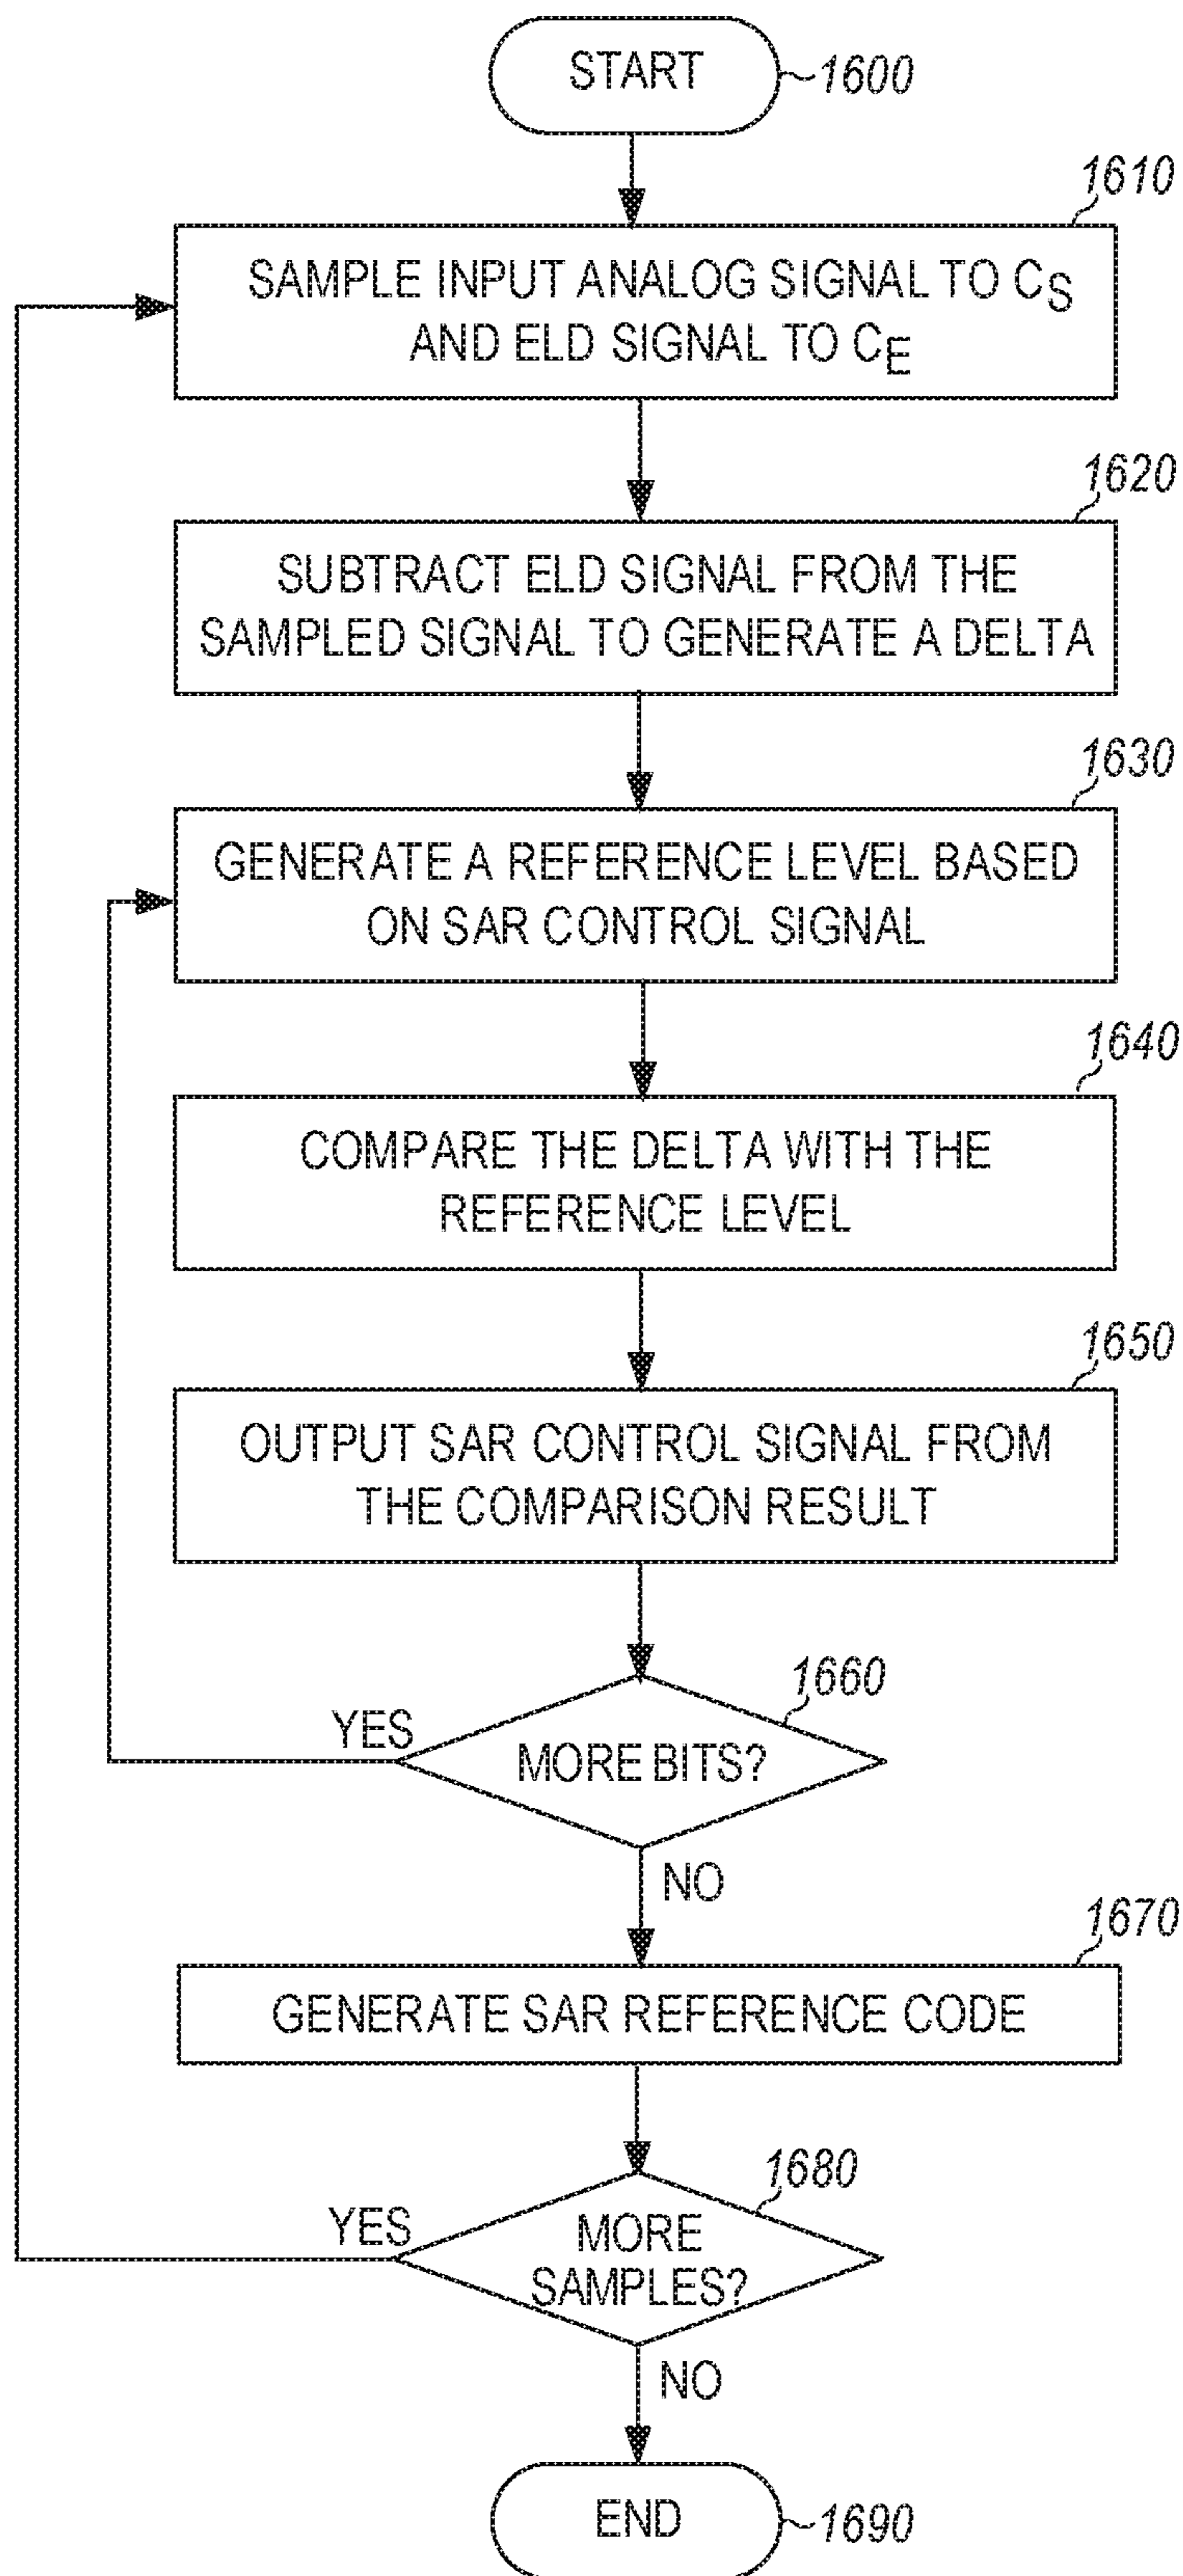 START
1600
1610
SAMPLE INPUT ANALOG SIGNAL TO CS
AND ELD SIGNAL TO CE
1620
SUBTRACT ELD SIGNAL FROM THE
SAMPLED SIGNAL TO GENERATE A DELTA
1630
GENERATE A REFERENCE LEVEL BASED
ON SAR CONTROL SIGNAL
1640
COMPARE THE DELTA WITH THE
REFERENCE LEVEL
1650
OUTPUT SAR CONTROL SIGNAL FROM
THE COMPARISON RESULT
1660
YES
MORE BITS?
NO
1670
GENERATE SAR REFERENCE CODE
1680
YES
MORE
SAMPLES?
NO
END
1690